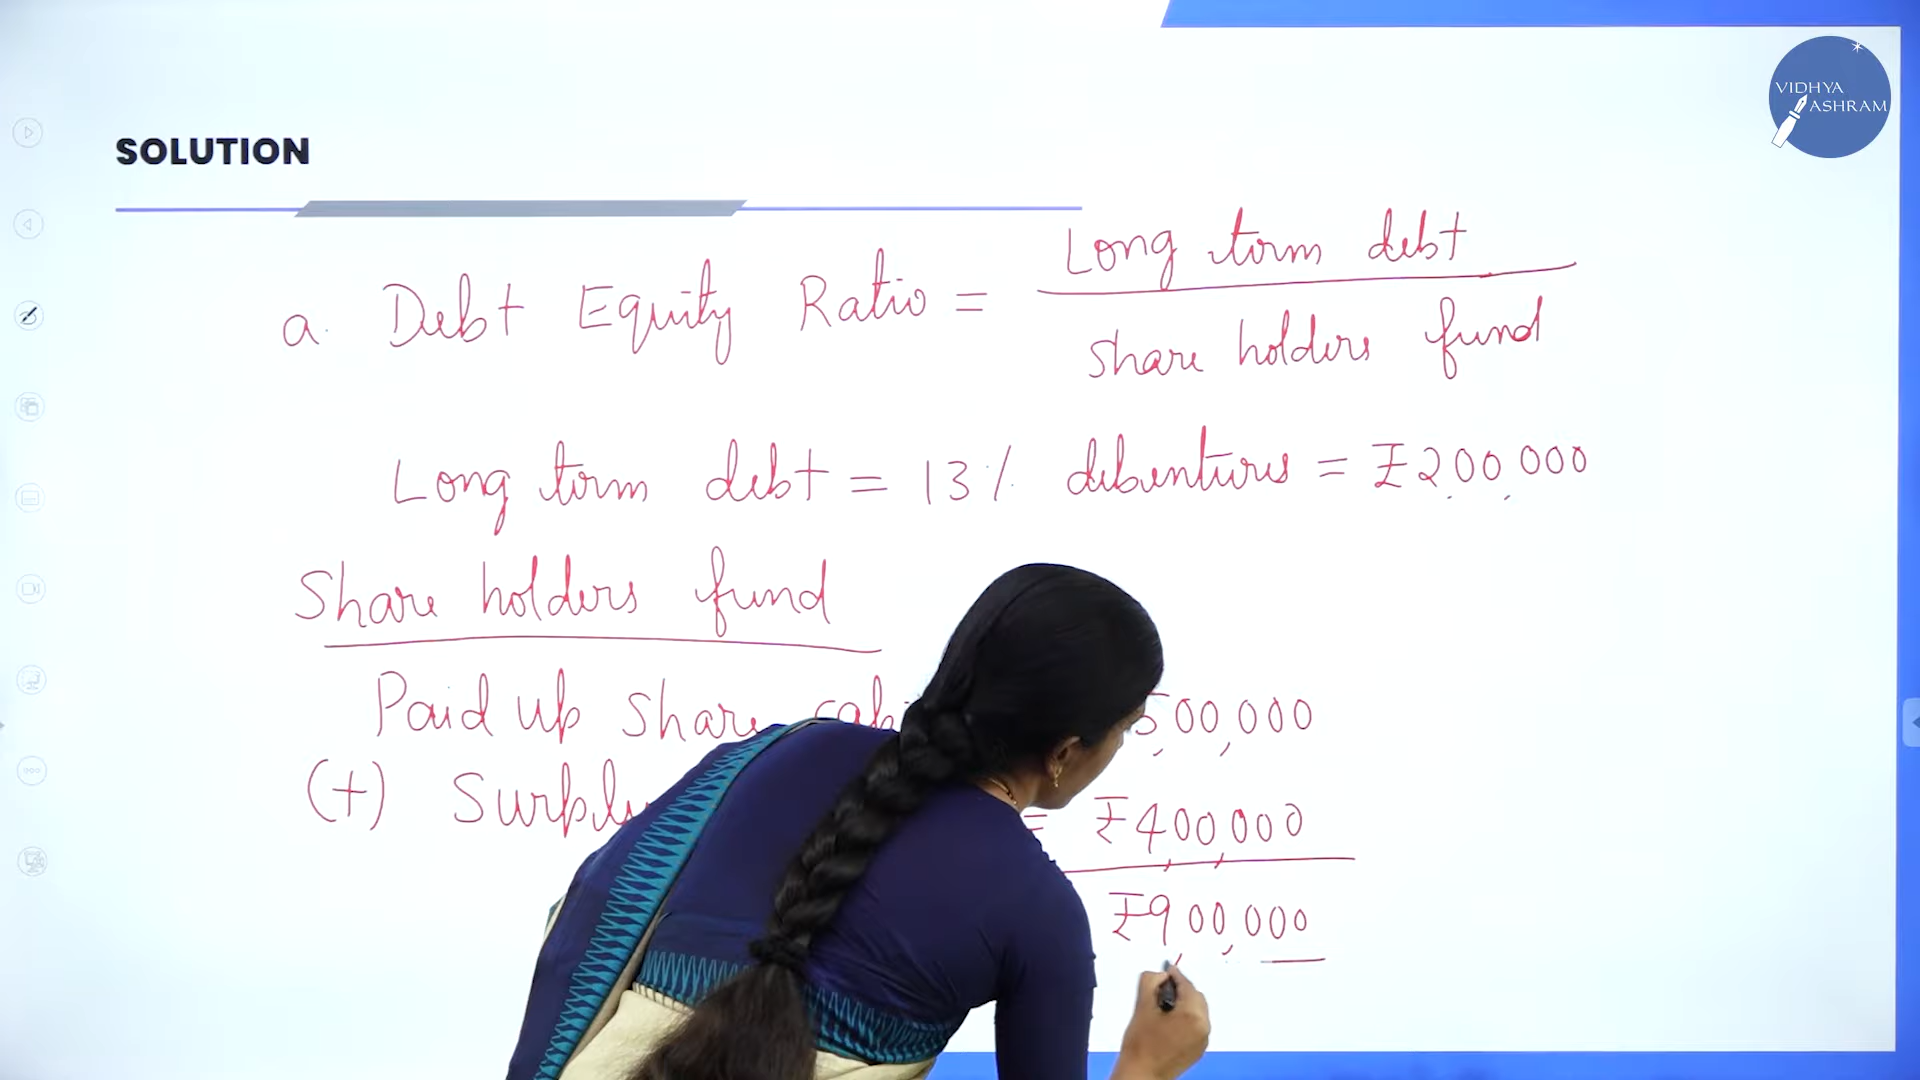 VIDHYA
ASHRAM
SOLUTION
a. Debt Equity Ratio = Long term debt
Share holders fund
Long term debt = 13% debentures = ₹2,00,000
Share holders fund
Paid up Share 5,00,000
(+) = ₹4,00,000
₹9,00,000